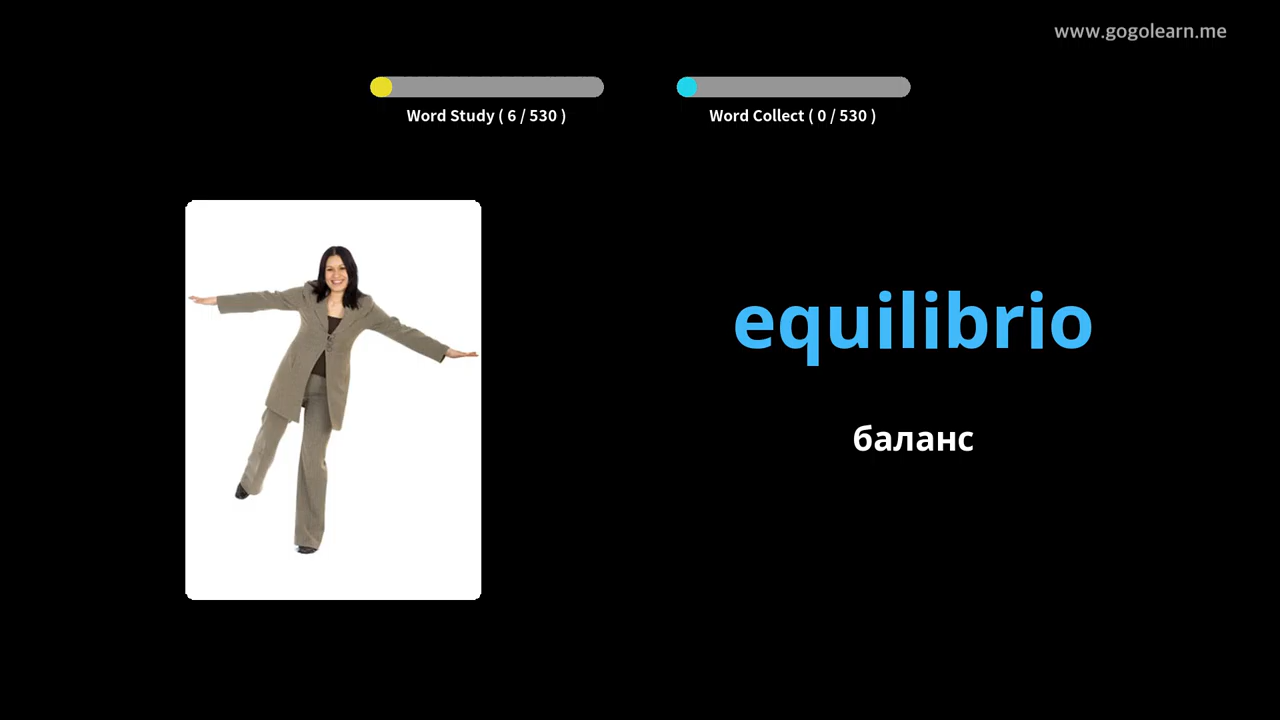 www.gogolearn.me
Word Study ( 6 / 530 )
Word Collect ( 0 / 530 )
equilibrio
баланс